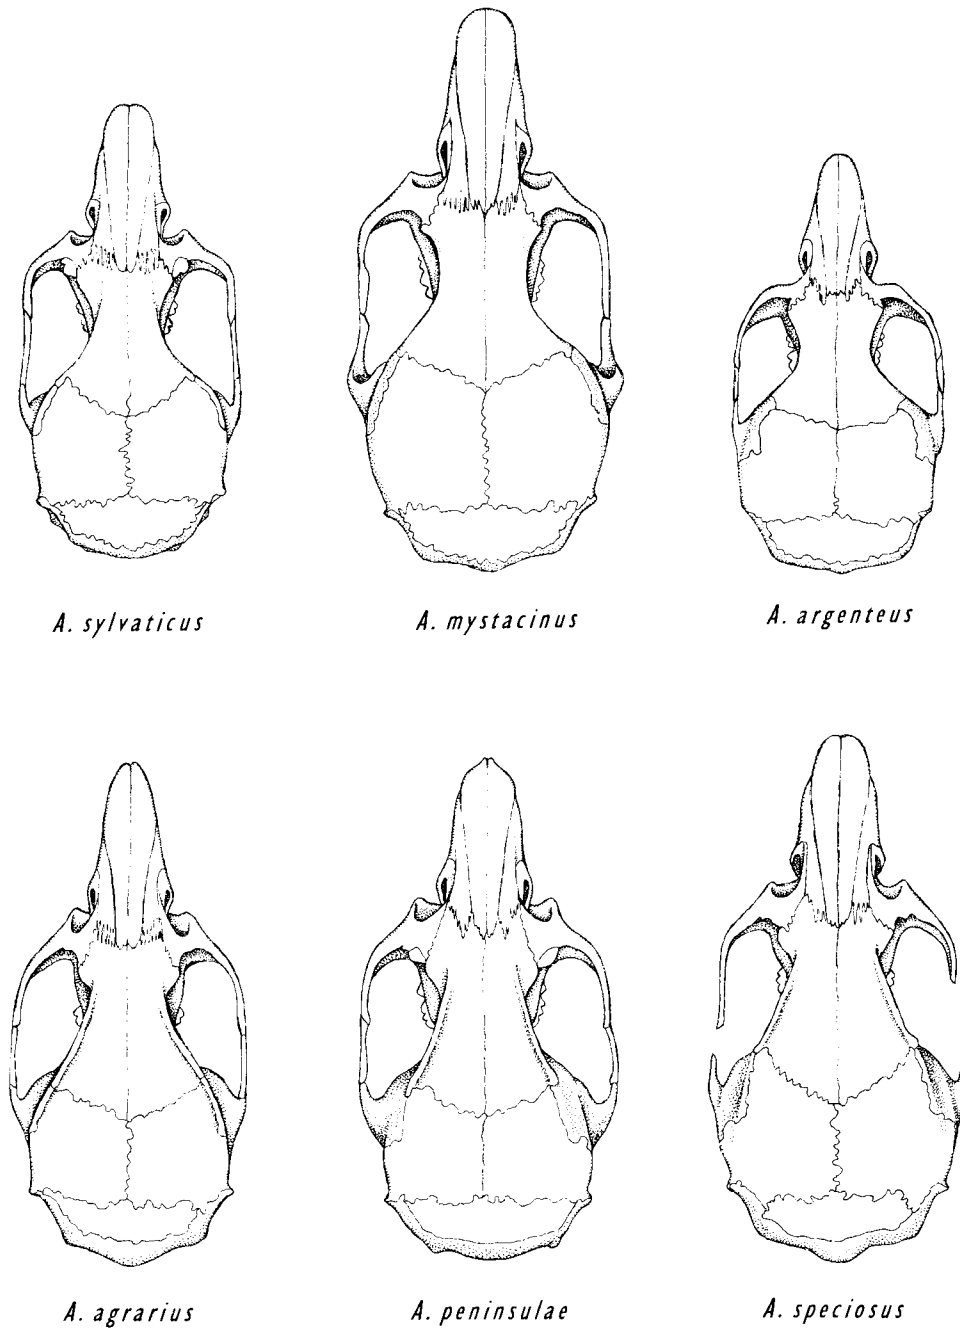 A. sylvaticus
A. mystacinus
A. argenteus
A. agrarius
A. peninsulae
A. speciosus